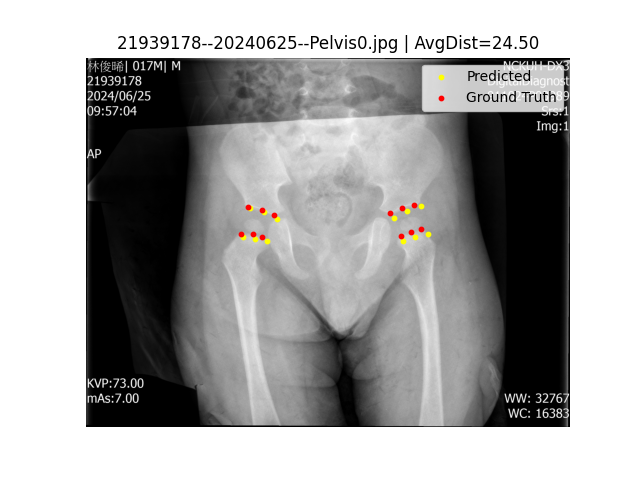 21939178--20240625--Pelvis0.jpg | AvgDist=24.50
林俊晞| 017M| M
21939178
2024/06/25
09:57:04
AP
Predicted
Ground Truth
Srs:1
Img:1
KVP:73.00
mAs:7.00
WW: 32767
WC: 16383